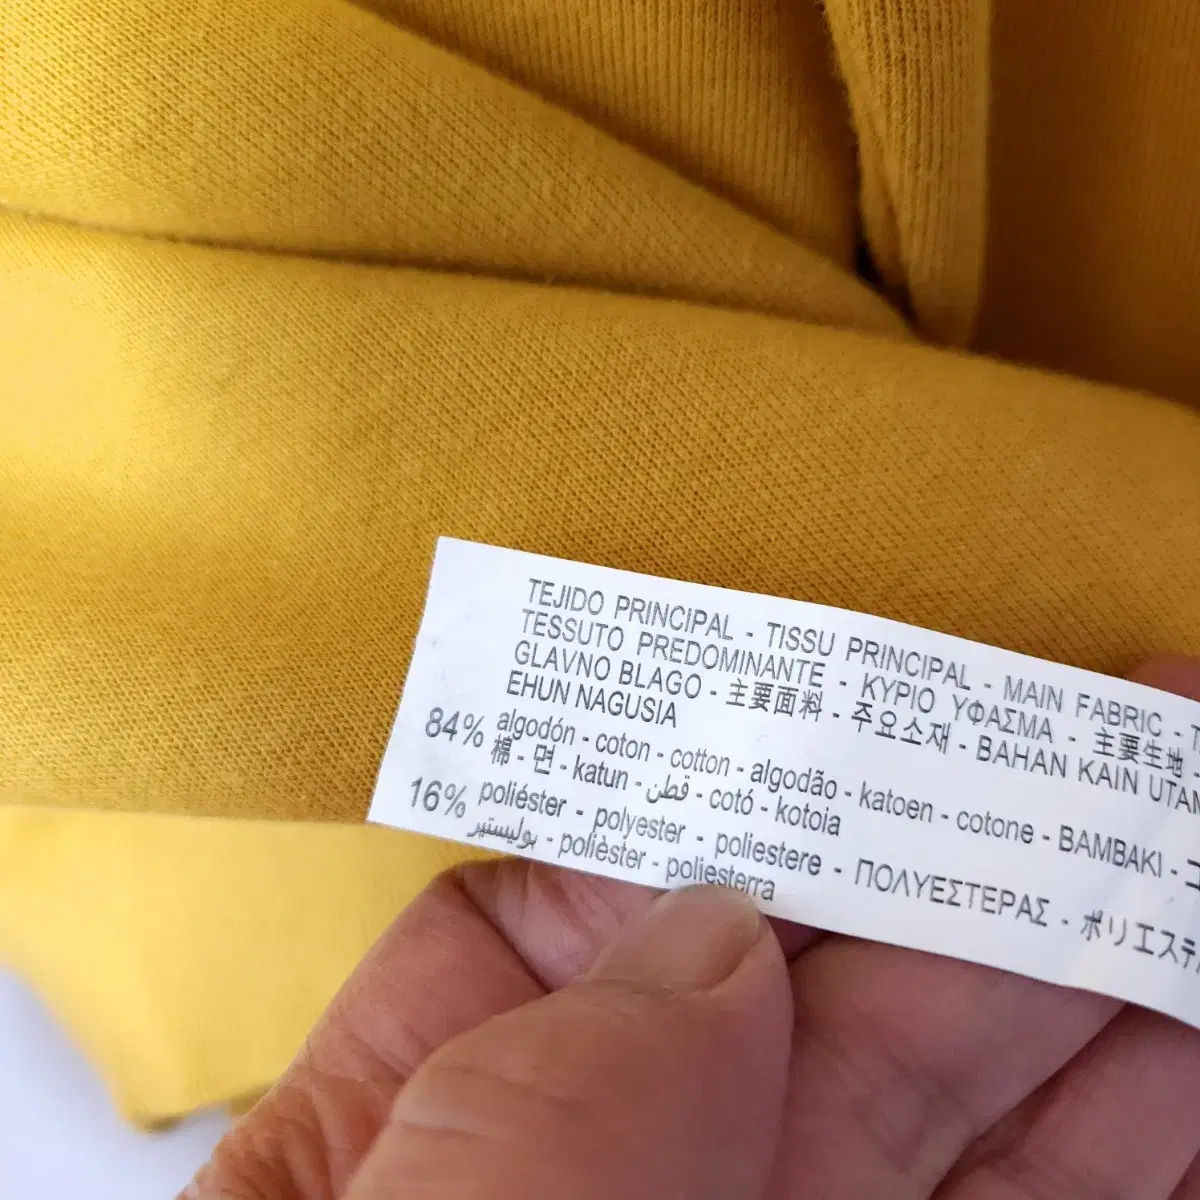 TEJIDO PRINCIPAL - TISSU PRINCIPAL - MAIN FABRIC -
TESSUTO PREDOMINANTE - ΚΥΡΙΟ ΥΦΑΣΜΑ - 主要生地 -
GLAVNO BLAGO - 主要面料 - 주요소재 - BAHAN KAIN UTAMA
EHUN NAGUSIA
84% algodón - coton - cotton - algodão - katoen - cotone - BAMBAKI -
棉 - 면 - katun - قطن - cotó - kotoia
16% poliéster - polyester - poliestere - ΠΟΛΥΕΣΤΕΡΑΣ - ポリエステル
بوليستير - polièster - poliesterra